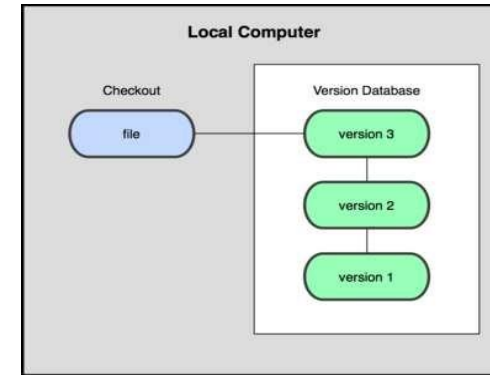 Local Computer
Checkout
Version Database
file
version 3
version 2
version 1